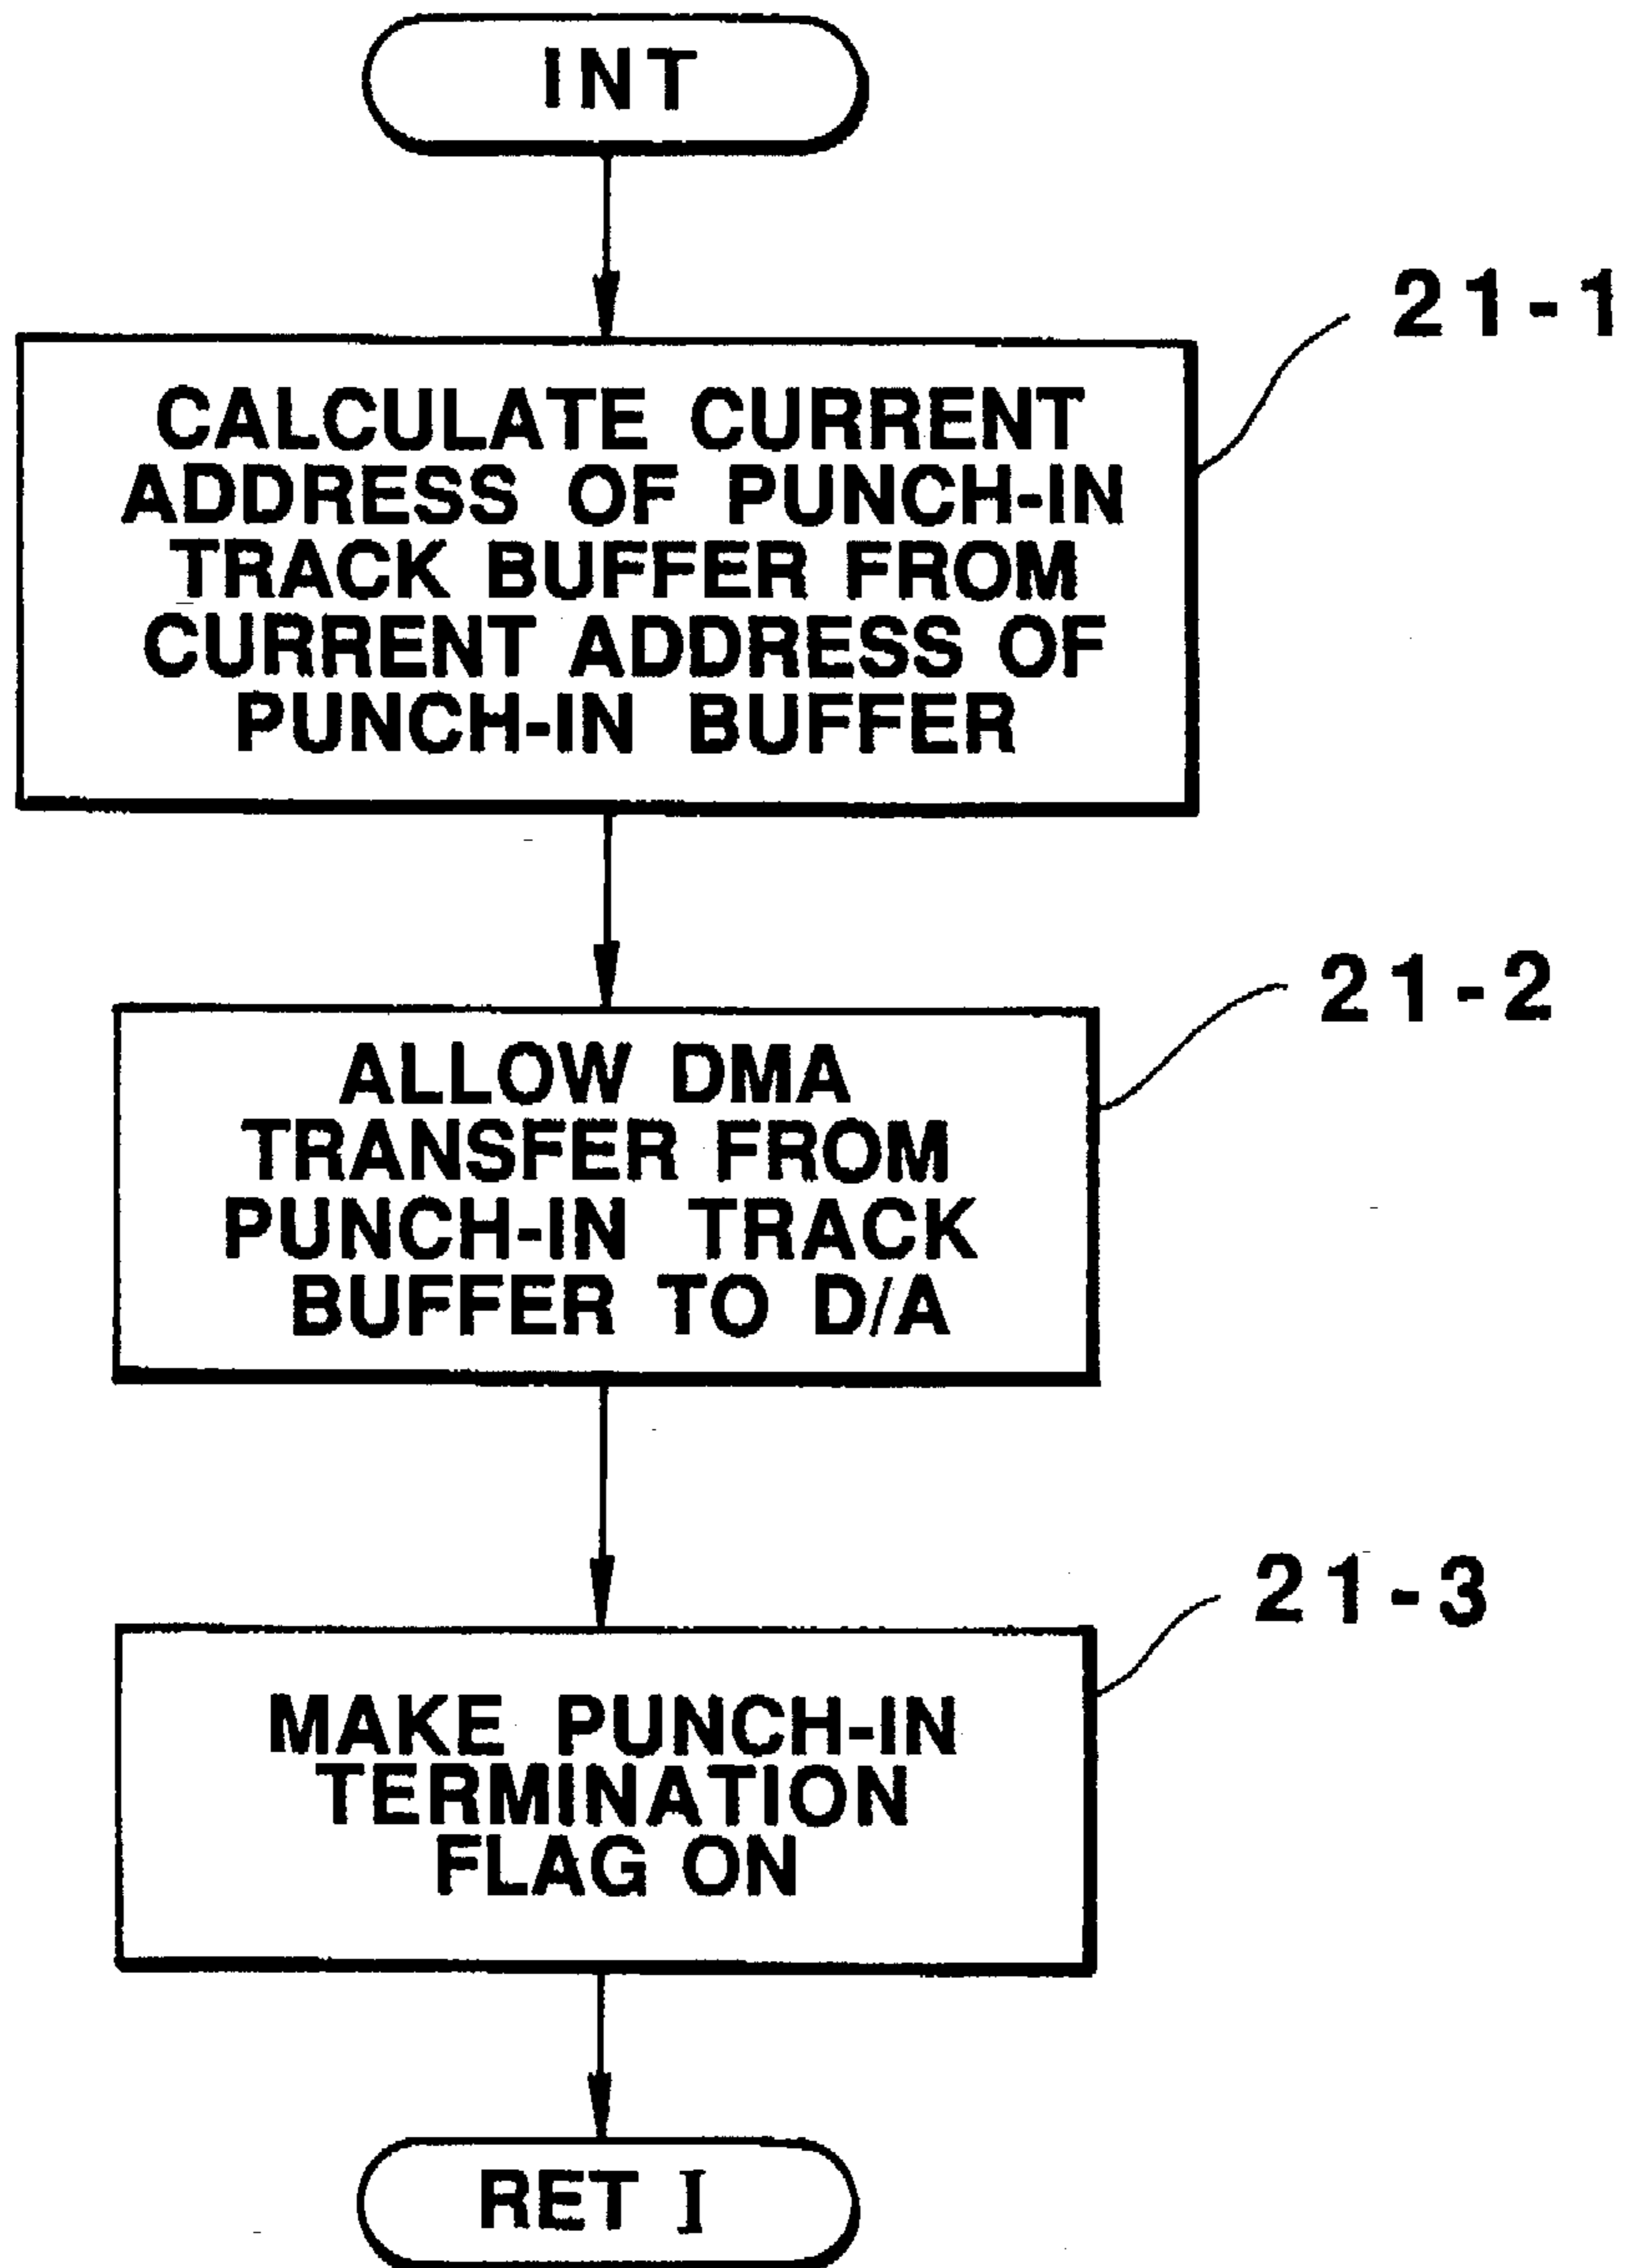 INT
21-1
CALCULATE CURRENT
ADDRESS OF PUNCH-IN
TRACK BUFFER FROM
CURRENT ADDRESS OF
PUNCH-IN BUFFER
21-2
ALLOW DMA
TRANSFER FROM
PUNCH-IN TRACK
BUFFER TO D/A
21-3
MAKE PUNCH-IN
TERMINATION
FLAG ON
RET I